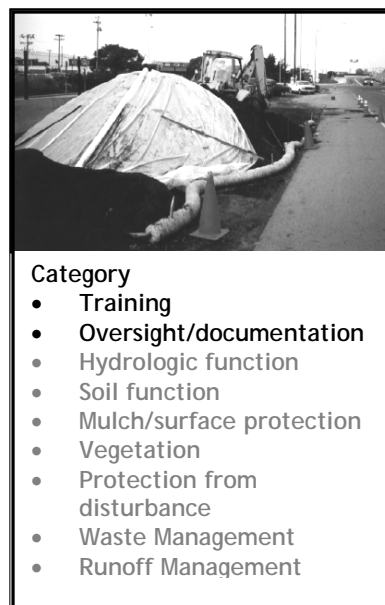 Category
• Training
• Oversight/documentation
• Hydrologic function
• Soil function
• Mulch/surface protection
• Vegetation
• Protection from
disturbance
• Waste Management
• Runoff Management